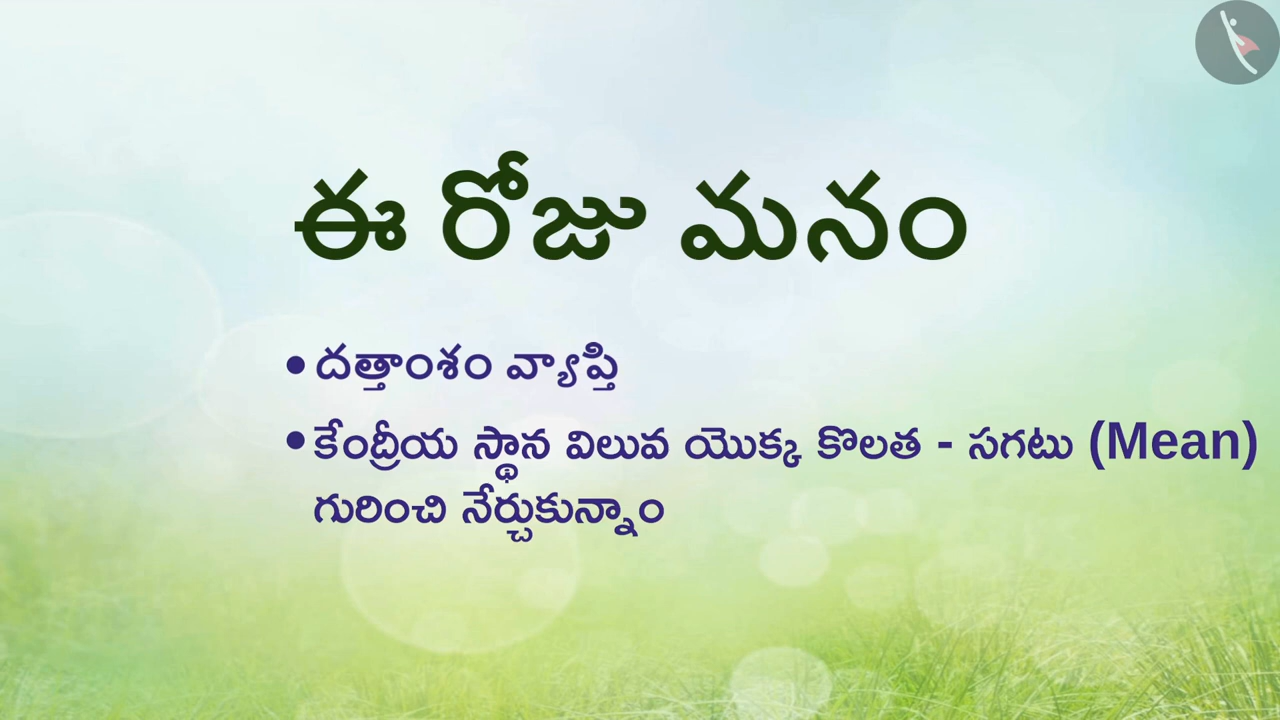 ఈ రోజు మనం
• దత్తాంశం వ్యాప్తి
• కేంద్రీయ స్థాన విలువ యొక్క కొలత - సగటు (Mean)
గురించి నేర్చుకున్నాం